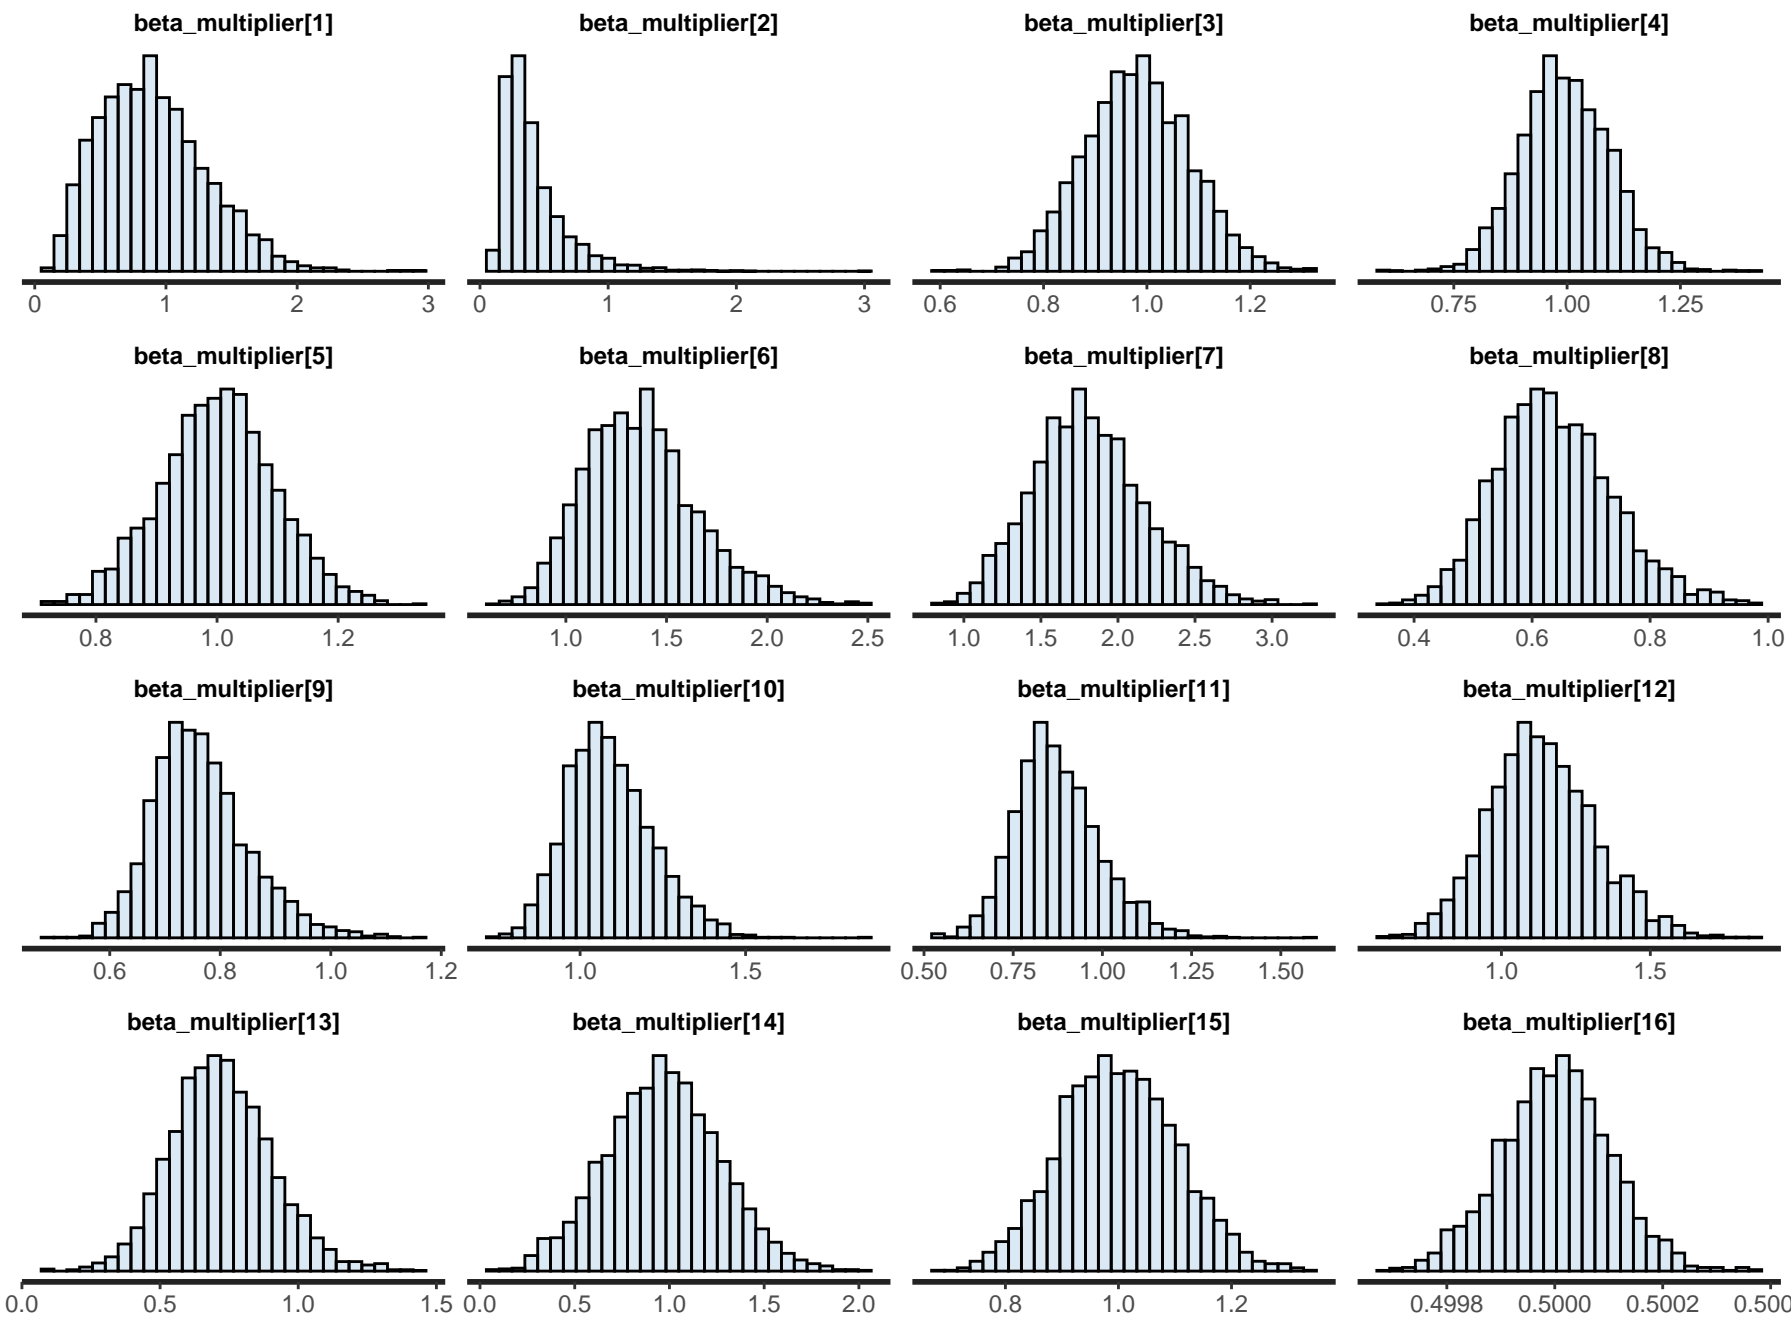 beta_multiplier[1] beta_multiplier[2] beta_multiplier[3] beta_multiplier[4]
0 1 2 3 0 1 2 3 0.6 0.8 1.0 1.2 0.75 1.00 1.25
beta_multiplier[5] beta_multiplier[6] beta_multiplier[7] beta_multiplier[8]
0.8 1.0 1.2 1.0 1.5 2.0 2.5 1.0 1.5 2.0 2.5 3.0 0.4 0.6 0.8 1.0
beta_multiplier[9] beta_multiplier[10] beta_multiplier[11] beta_multiplier[12]
0.6 0.8 1.0 1.2 1.0 1.5 0.50 0.75 1.00 1.25 1.50 1.0 1.5
beta_multiplier[13] beta_multiplier[14] beta_multiplier[15] beta_multiplier[16]
0.0 0.5 1.0 1.5 0.0 0.5 1.0 1.5 2.0 0.8 1.0 1.2 0.4998 0.5000 0.5002 0.500